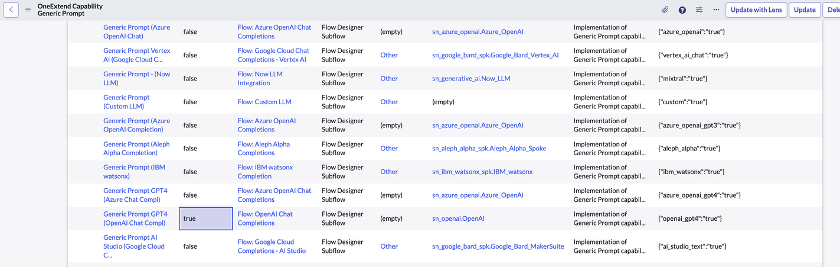 OneExtend Capability
Generic Prompt
Update with Lens Update Dele
Generic Prompt (Azure OpenAI Chat) false Flow: Azure OpenAI Chat Completions Flow Designer Subflow (empty) sn_azure_openai.Azure_OpenAI Implementation of Generic Prompt capabil... {"azure_openai":"true"}
Generic Prompt Vertex AI (Google Cloud C... false Flow: Google Cloud Chat Completions - Vertex AI Flow Designer Subflow Other sn_google_bard_spk.Google_Bard_Vertex_AI Implementation of Generic Prompt capabil... {"vertex_ai_chat":"true"}
Generic Prompt - (Now LLM) false Flow: Now LLM Integration Flow Designer Subflow Other sn_generative_ai.Now_LLM Implementation of Generic Prompt capabil... {"mixtral":"true"}
Generic Prompt (Custom LLM) false Flow: Custom LLM Flow Designer Subflow Other (empty) Implementation of Generic Prompt capabil... {"custom":"true"}
Generic Prompt (Azure OpenAI Completion) false Flow: Azure OpenAI Completions Flow Designer Subflow (empty) sn_azure_openai.Azure_OpenAI Implementation of Generic Prompt capabil... {"azure_openai_gpt3":"true"}
Generic Prompt (Aleph Alpha Completion) false Flow: Aleph Alpha Completions Flow Designer Subflow Other sn_aleph_alpha_spk.Aleph_Alpha_Spoke Implementation of Generic Prompt capabil... {"aleph_alpha":"true"}
Generic Prompt (IBM watsonx) false Flow: IBM watsonx Completion Flow Designer Subflow Other sn_ibm_watsonx_spk.IBM_watsonx Implementation of Generic Prompt capabil... {"ibm_watsonx":"true"}
Generic Prompt GPT4 (Azure Chat Compl) false Flow: Azure OpenAI Chat Completions Flow Designer Subflow (empty) sn_azure_openai.Azure_OpenAI Implementation of Generic Prompt capabil... {"azure_openai_gpt4":"true"}
Generic Prompt GPT4 (OpenAI Chat Compl) true Flow: OpenAI Chat Completions Flow Designer Subflow (empty) sn_openai.OpenAI Implementation of Generic Prompt capabil... {"openai_gpt4":"true"}
Generic Prompt AI Studio (Google Cloud C... false Flow: Google Cloud Completions - AI Studio Flow Designer Subflow Other sn_google_bard_spk.Google_Bard_MakerSuite Implementation of Generic Prompt capabil... {"ai_studio_text":"true"}